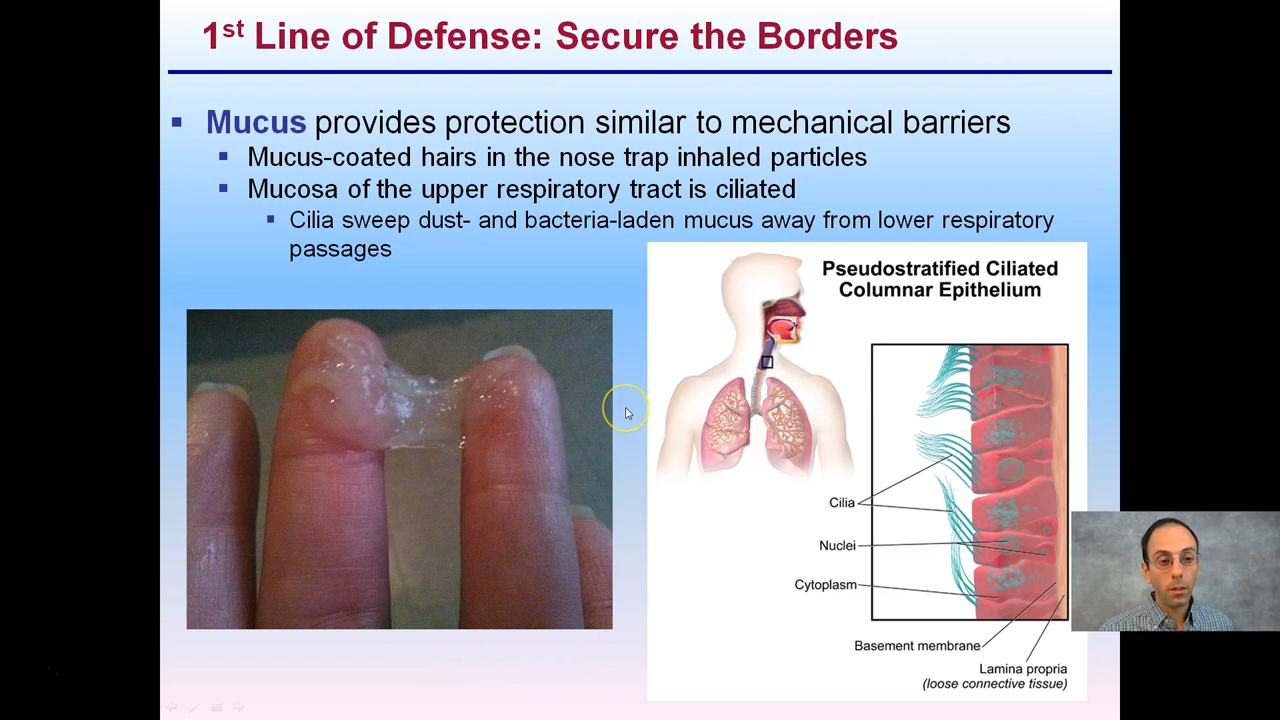 1st Line of Defense: Secure the Borders
Mucus provides protection similar to mechanical barriers
Mucus-coated hairs in the nose trap inhaled particles
Mucosa of the upper respiratory tract is ciliated
Cilia sweep dust- and bacteria-laden mucus away from lower respiratory
passages
Pseudostratified Ciliated
Columnar Epithelium
Cilia
Nuclei
Cytoplasm
Basement membrane
Lamina propria
(loose connective tissue)